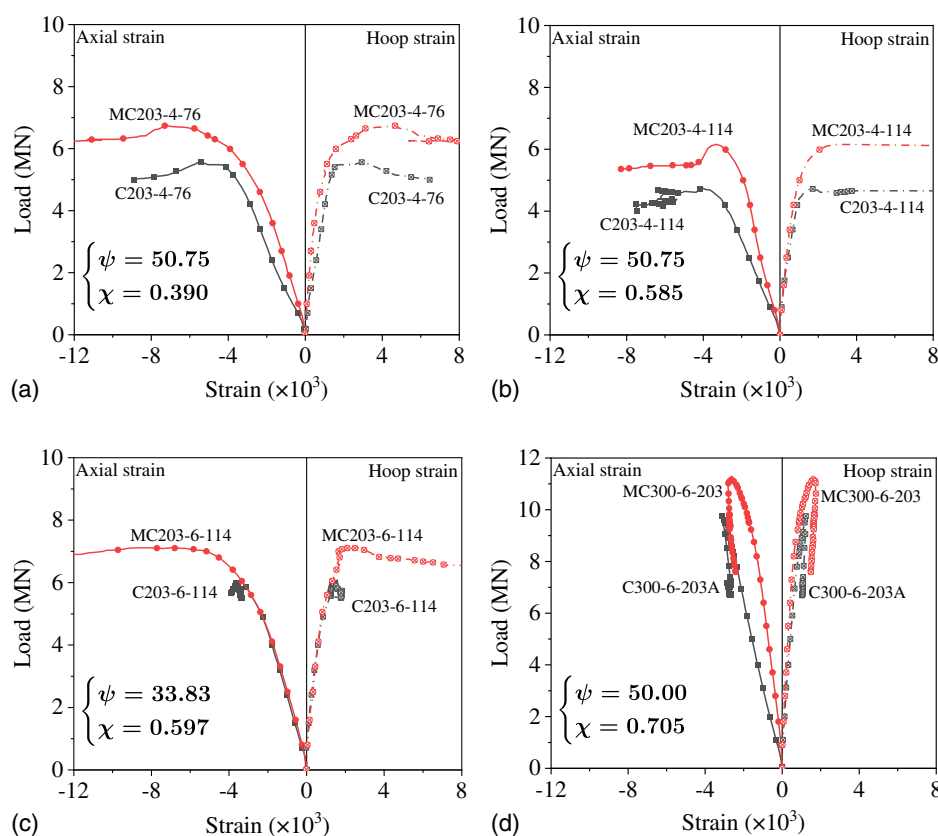 10
8
6
4
2
0
Load (MN)
Axial strain
Hoop strain
MC203-4-76
MC203-4-76
C203-4-76
C203-4-76
ψ = 50.75
χ = 0.390
-12 -8 -4 0 4 8
Strain (×10³)
(a)
10
8
6
4
2
0
Load (MN)
Axial strain
Hoop strain
MC203-4-114
MC203-4-114
C203-4-114
C203-4-114
ψ = 50.75
χ = 0.585
-12 -8 -4 0 4 8
Strain (×10³)
(b)
10
8
6
4
2
0
Load (MN)
Axial strain
Hoop strain
MC203-6-114
MC203-6-114
C203-6-114
C203-6-114
ψ = 33.83
χ = 0.597
-12 -8 -4 0 4 8
Strain (×10³)
(c)
12
10
8
6
4
2
0
Load (MN)
Axial strain
Hoop strain
MC300-6-203
MC300-6-203
C300-6-203A
C300-6-203A
ψ = 50.00
χ = 0.705
-12 -8 -4 0 4 8
Strain (×10³)
(d)